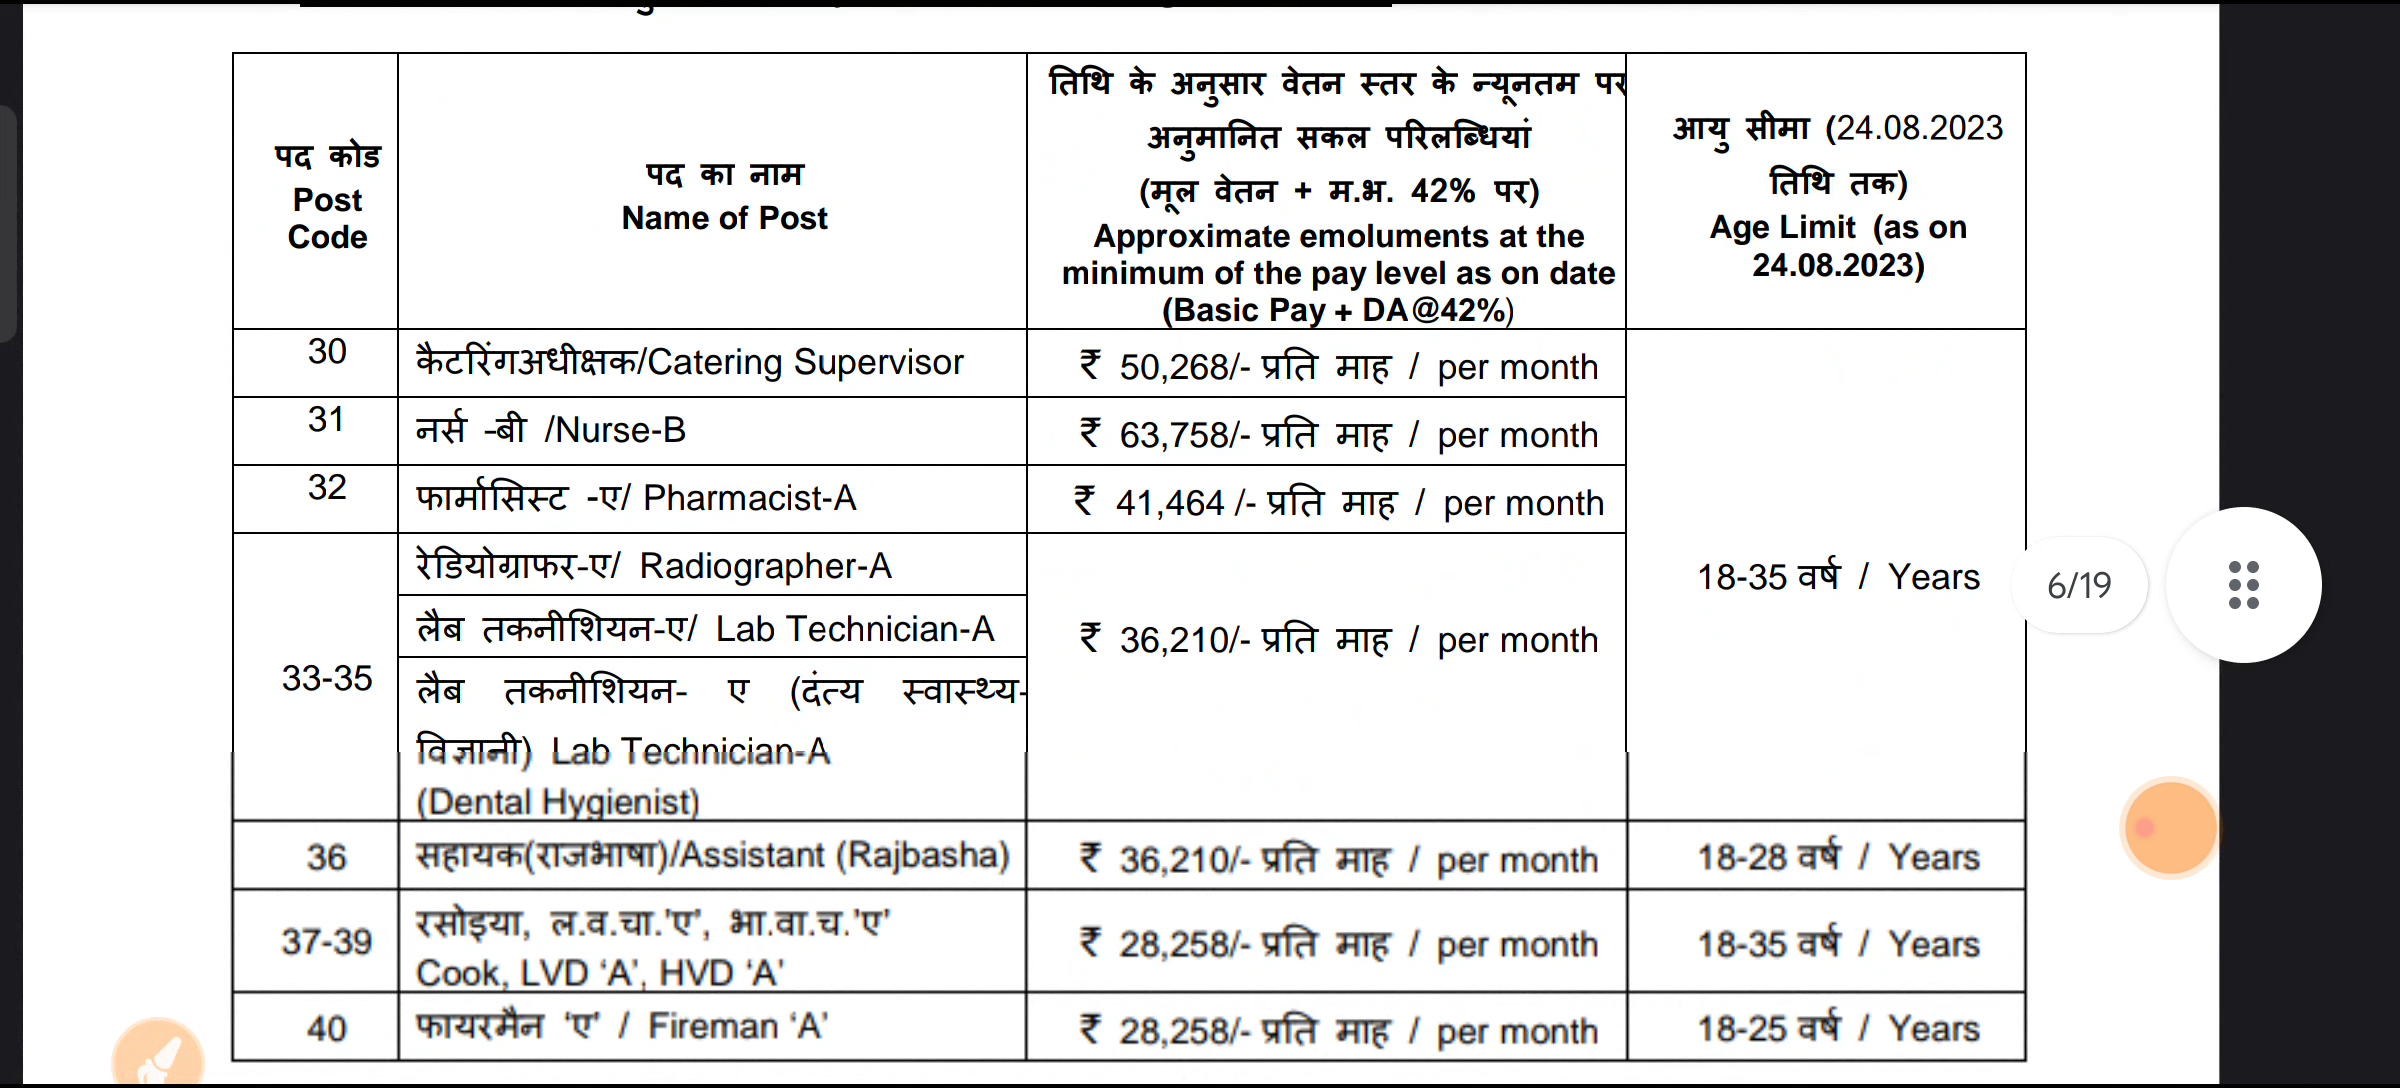 पद कोड
Post
Code
पद का नाम
Name of Post
तिथि के अनुसार वेतन स्तर के न्यूनतम पर
अनुमानित सकल परिलब्धियां
(मूल वेतन + म.भ. 42% पर)
Approximate emoluments at the
minimum of the pay level as on date
(Basic Pay + DA@42%)
आयु सीमा (24.08.2023
तिथि तक)
Age Limit (as on
24.08.2023)
30
कैटरिंगअधीक्षक/Catering Supervisor
₹ 50,268/- प्रति माह / per month
31
नर्स -बी /Nurse-B
₹ 63,758/- प्रति माह / per month
32
फार्मासिस्ट -ए/ Pharmacist-A
₹ 41,464 /- प्रति माह / per month
18-35 वर्ष / Years
33-35
रेडियोग्राफर-ए/ Radiographer-A
लैब तकनीशियन-ए/ Lab Technician-A
लैब तकनीशियन- ए (दंत्य स्वास्थ्य-
विज्ञानी) Lab Technician-A
(Dental Hygienist)
₹ 36,210/- प्रति माह / per month
36
सहायक(राजभाषा)/Assistant (Rajbasha)
₹ 36,210/- प्रति माह / per month
18-28 वर्ष / Years
37-39
रसोइया, ल.व.चा.'ए', भा.वा.च.'ए'
Cook, LVD ‘A’, HVD ‘A’
₹ 28,258/- प्रति माह / per month
18-35 वर्ष / Years
40
फायरमैन ‘ए’ / Fireman ‘A’
₹ 28,258/- प्रति माह / per month
18-25 वर्ष / Years
6/19